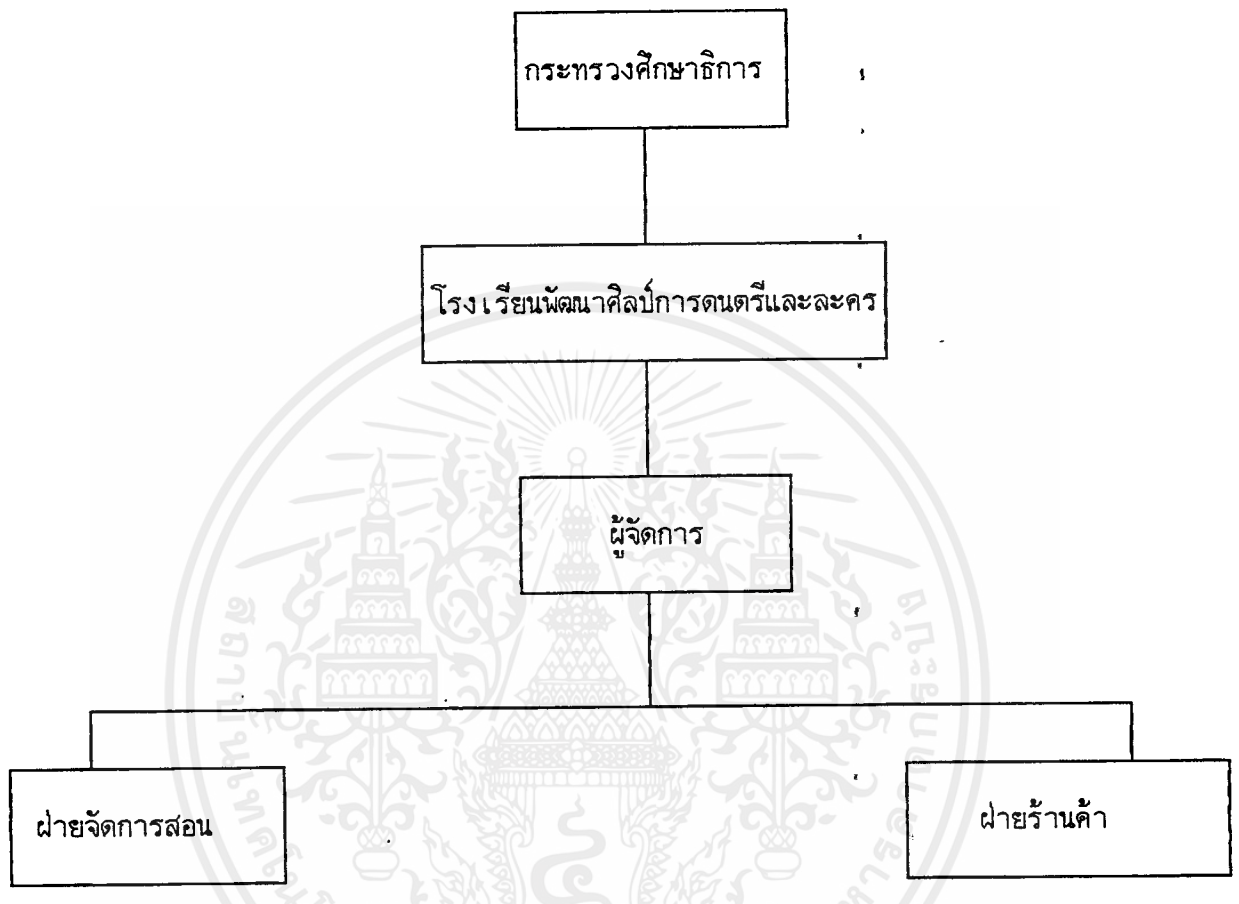 กระทรวงศึกษาธิการ
โรงเรียนพัฒนาศิลป์การดนตรีและละคร
ผู้จัดการ
ฝ่ายจัดการสอน
ฝ่ายร้านค้า